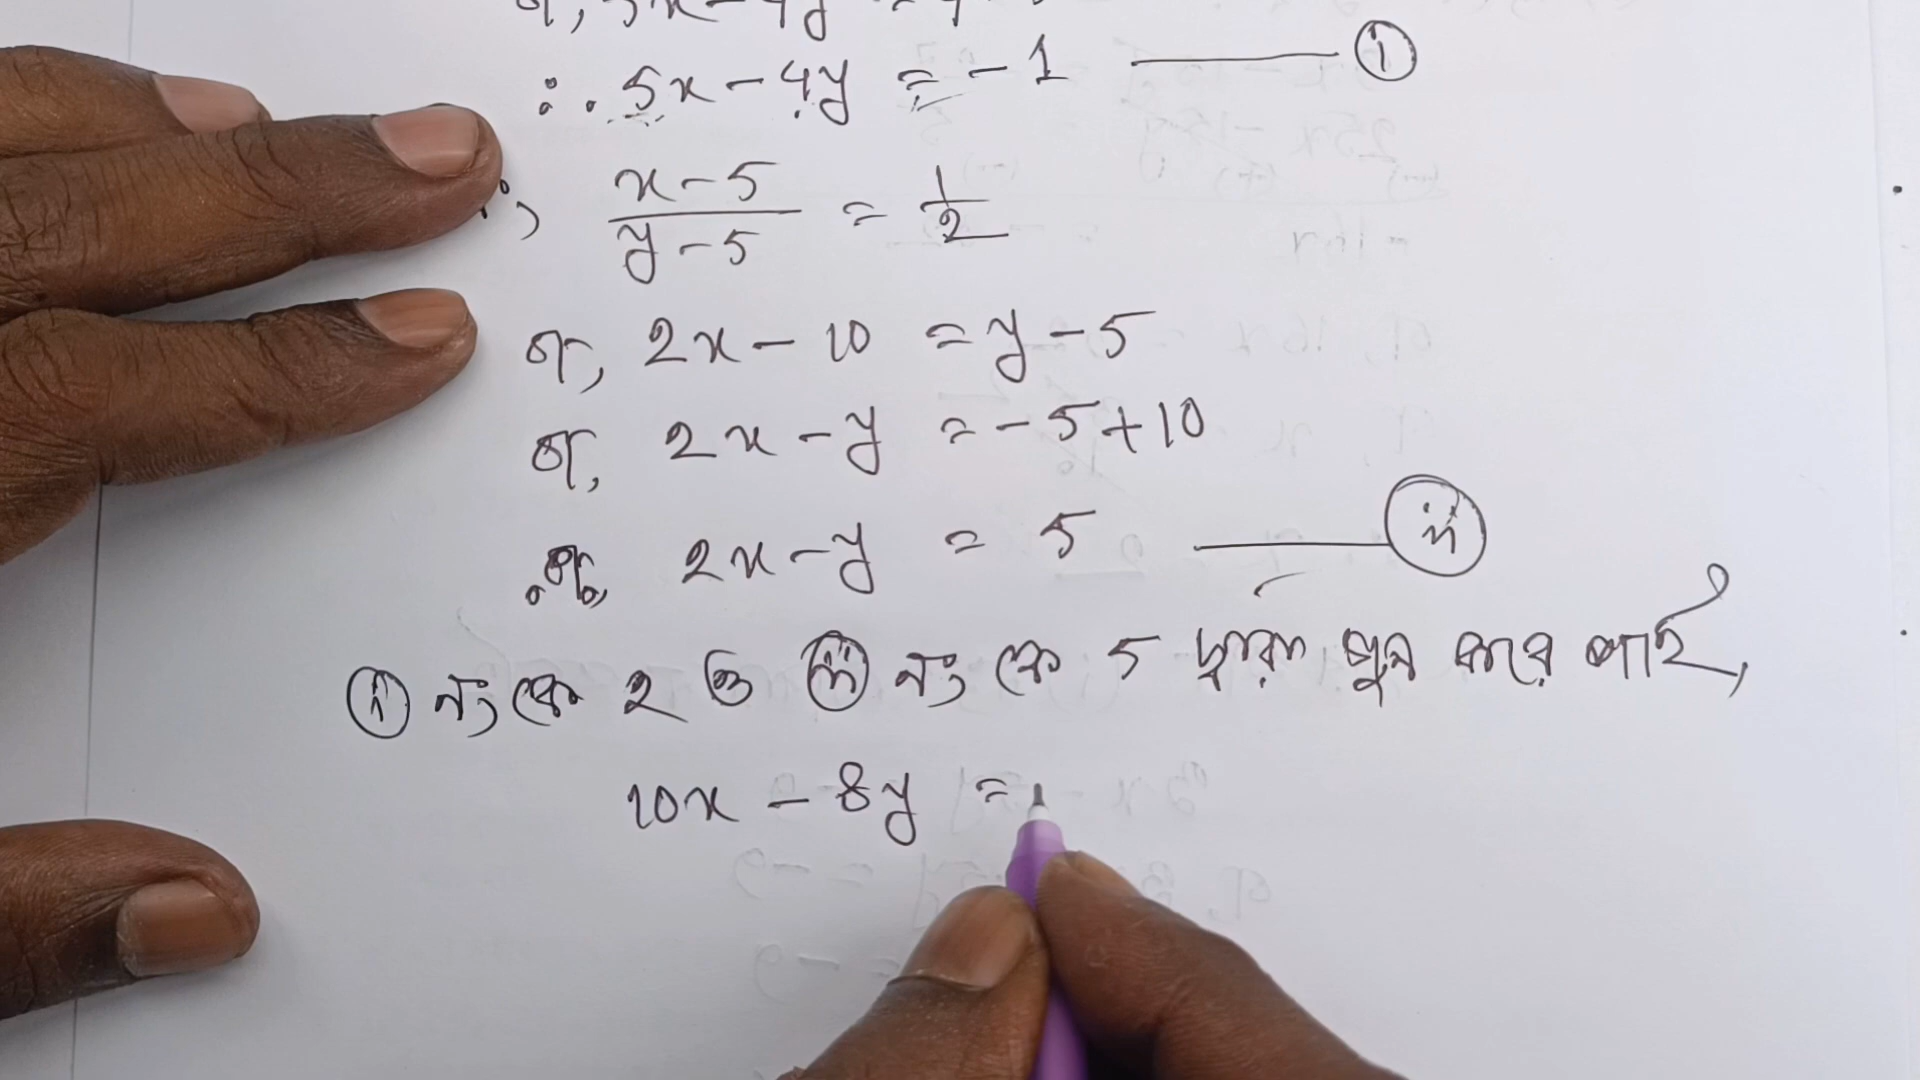 ∴ 5x - 4y = - 1 ——— (i)
x - 5 / y - 5 = 1/2
বা, 2x - 10 = y - 5
বা, 2x - y = - 5 + 10
∴ 2x - y = 5 ——— (ii)
(i) নং কে 2 ও (ii) নং কে 5 দ্বারা গুন করে পাই,
10x - 8y =